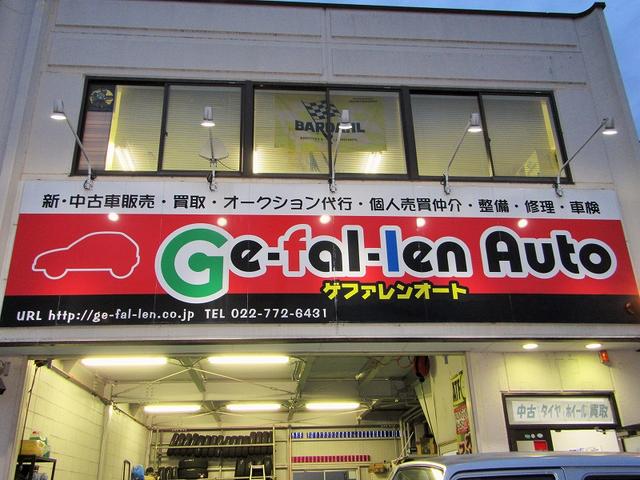 BARDAHL
新・中古車販売・買取・オークション代行・個人売買仲介・整備・修理・車検
Ge-fal-len Auto
ゲファレンオート
URL http://ge-fal-len.co.jp TEL 022-772-6431
中古タイヤ・ホイール買取